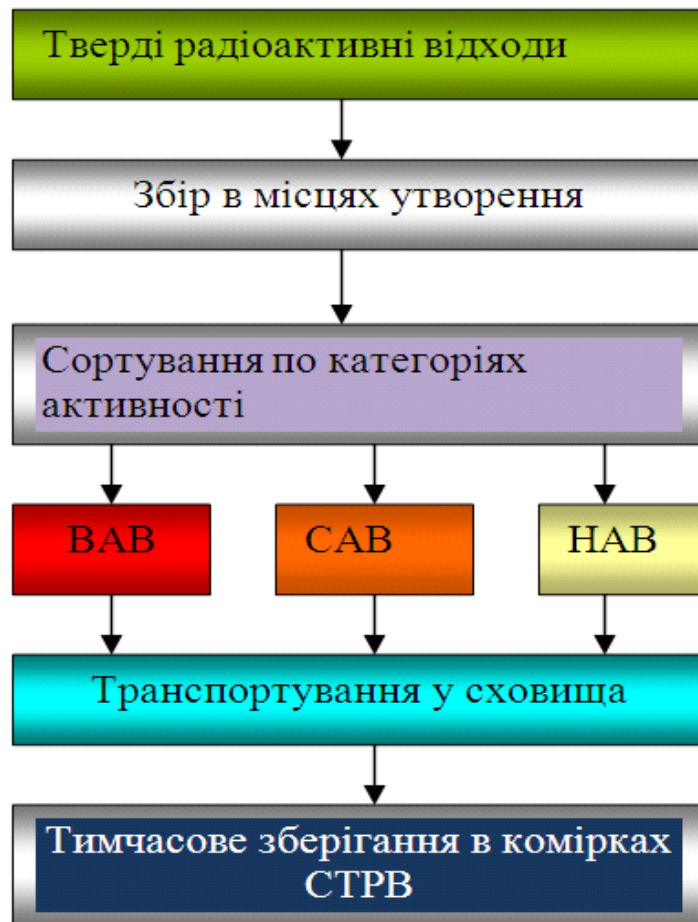 Тверді радіоактивні відходи
Збір в місцях утворення
Сортування по категоріях
активності
ВАВ
САВ
НАВ
Транспортування у сховища
Тимчасове зберігання в комірках
СТРВ